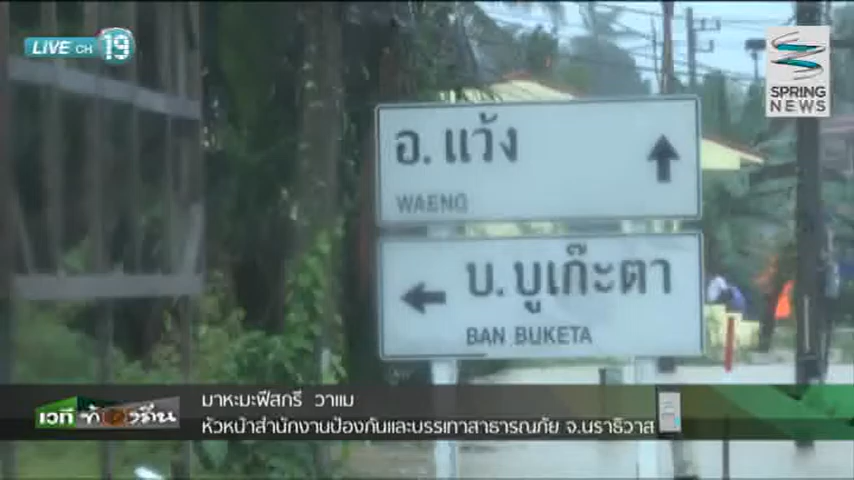 LIVE CH 19
SPRING
NEWS
อ. แว้ง
WAENG
บ. บูเก๊ะตา
BAN BUKETA
เวที ท้องถิ่น
มาหะมะฟีสกรี วาแม
หัวหน้าสำนักงานป้องกันและบรรเทาสาธารณภัย จ.นราธิวาส